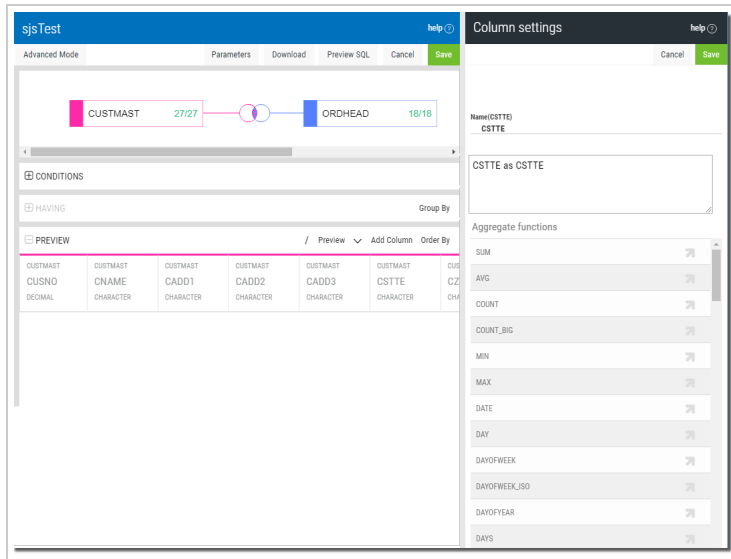 sjsTest help ?
Advanced Mode Parameters Download Preview SQL Cancel Save
CUSTMAST 27/27 ORDHEAD 18/18
CONDITIONS
HAVING Group By
PREVIEW / Preview Add Column Order By
CUSTMAST CUSTMAST CUSTMAST CUSTMAST CUSTMAST CUSTMAST CUS
CUSNO CNAME CADD1 CADD2 CADD3 CSTTE CZ
DECIMAL CHARACTER CHARACTER CHARACTER CHARACTER CHARACTER CHA
Column settings help ?
Cancel Save
Name(CSTTE)
CSTTE
CSTTE as CSTTE
Aggregate functions
SUM
AVG
COUNT
COUNT_BIG
MIN
MAX
DATE
DAY
DAYOFWEEK
DAYOFWEEK_ISO
DAYOFYEAR
DAYS